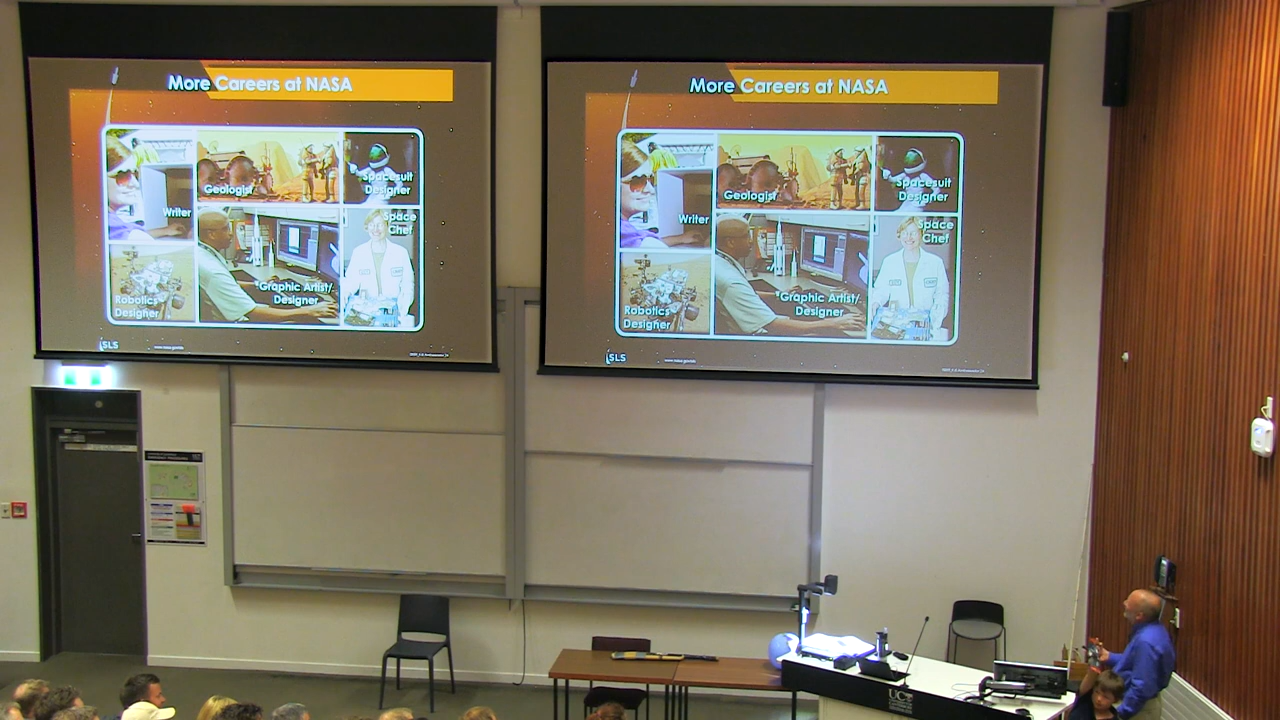 More Careers at NASA
Geologist
Spacesuit
Designer
Writer
Space
Chef
Robotics
Designer
Graphic Artist/
Designer
SLS
More Careers at NASA
Geologist
Spacesuit
Designer
Writer
Space
Chef
Robotics
Designer
*Graphic Artist/
Designer
SLS
UC